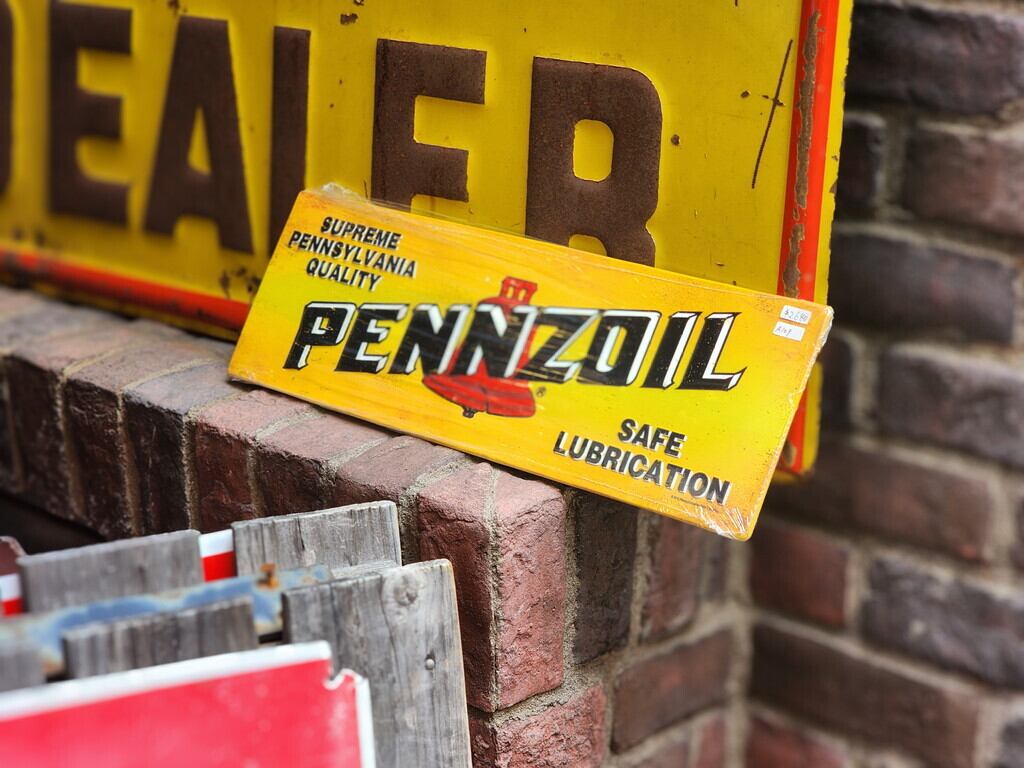 DEALER
SUPREME
PENNSYLVANIA
QUALITY
PENNZOIL
®
SAFE
LUBRICATION